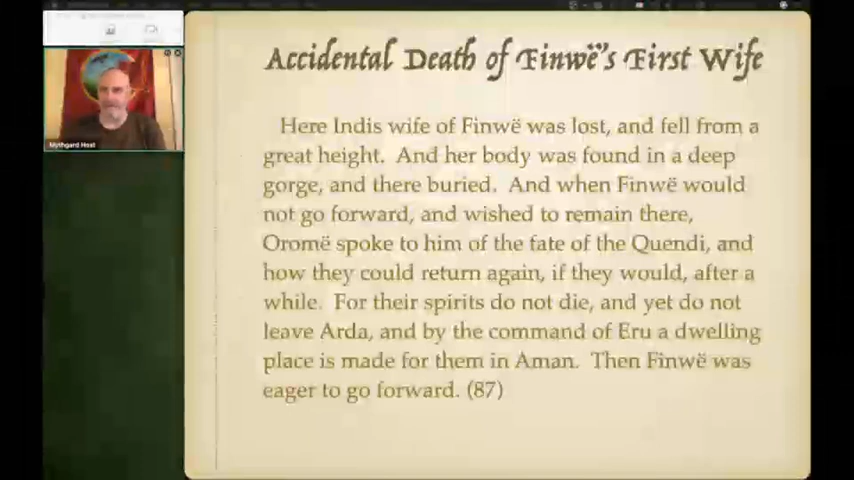 Accidental Death of Finwë's First Wife
Here Indis wife of Finwë was lost, and fell from a
great height. And her body was found in a deep
gorge, and there buried. And when Finwë would
not go forward, and wished to remain there,
Oromë spoke to him of the fate of the Quendi, and
how they could return again, if they would, after a
while. For their spirits do not die, and yet do not
leave Arda, and by the command of Eru a dwelling
place is made for them in Aman. Then Finwë was
eager to go forward. (87)
Mythgard Host